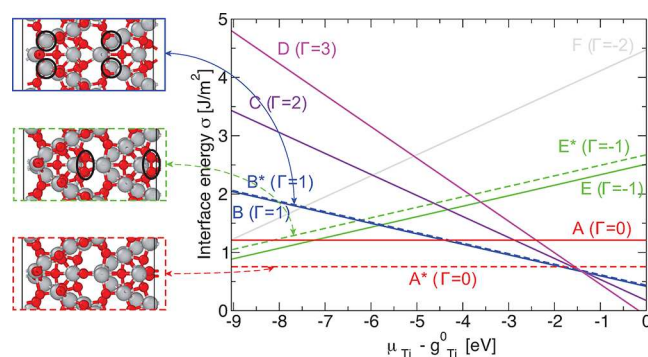 5
4
3
2
1
0
Interface energy σ [J/m²]
D (Γ=3)
F (Γ=-2)
C (Γ=2)
E* (Γ=-1)
B* (Γ=1)
E (Γ=-1)
B (Γ=1)
A (Γ=0)
A* (Γ=0)
-9 -8 -7 -6 -5 -4 -3 -2 -1 0
μ Ti - g⁰ Ti [eV]